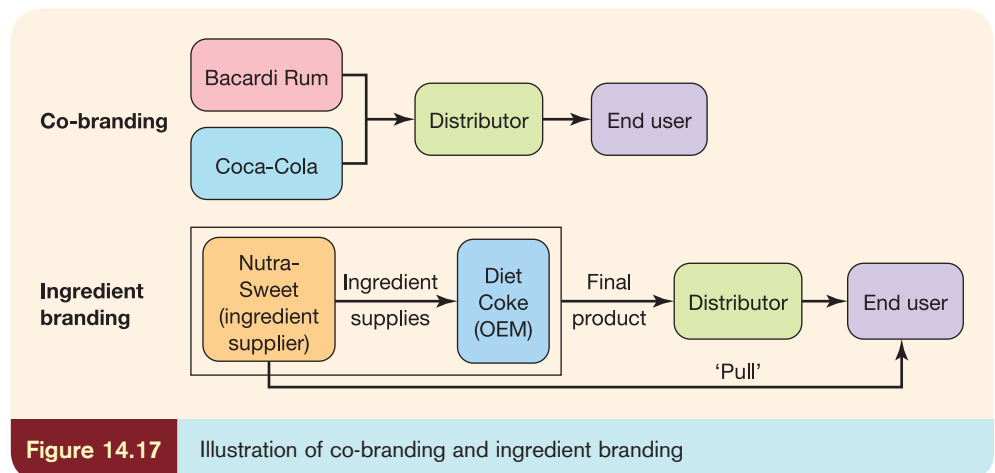 Bacardi Rum
Co-branding
Distributor
End user
Coca-Cola
Ingredient
branding
Nutra-
Sweet
(ingredient
supplier)
Ingredient
supplies
Diet
Coke
(OEM)
Final
product
Distributor
End user
'Pull'
Figure 14.17
Illustration of co-branding and ingredient branding